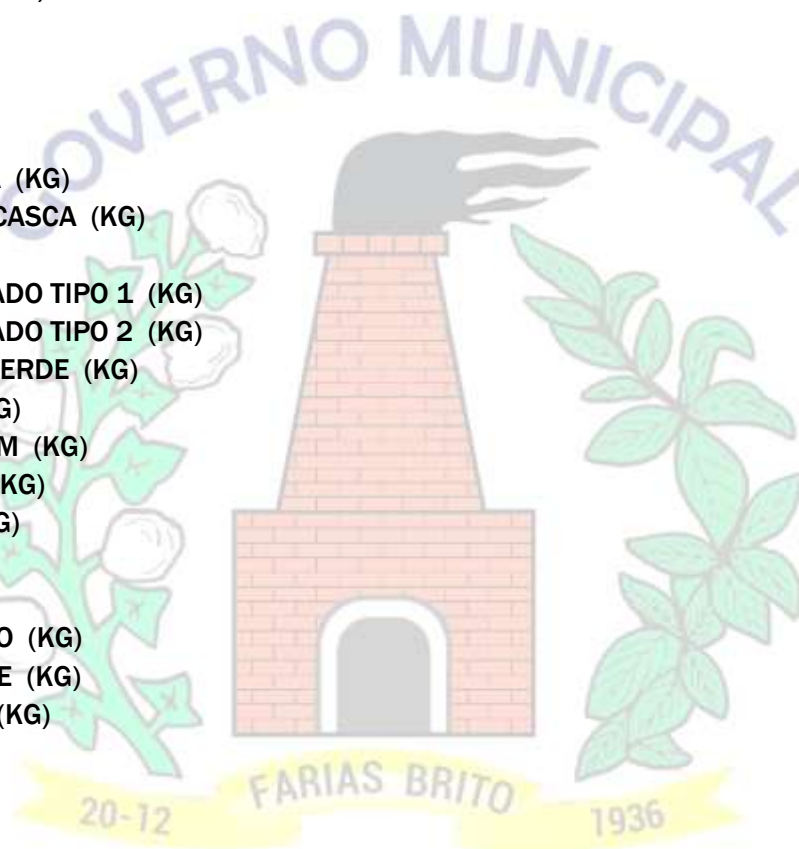 GOVERNO MUNICIPAL
(KG)
CASCA (KG)
ADO TIPO 1 (KG)
ADO TIPO 2 (KG)
ERDE (KG)
G)
M (KG)
KG)
G)
O (KG)
E (KG)
(KG)
FARIAS BRITO
20-12
1936